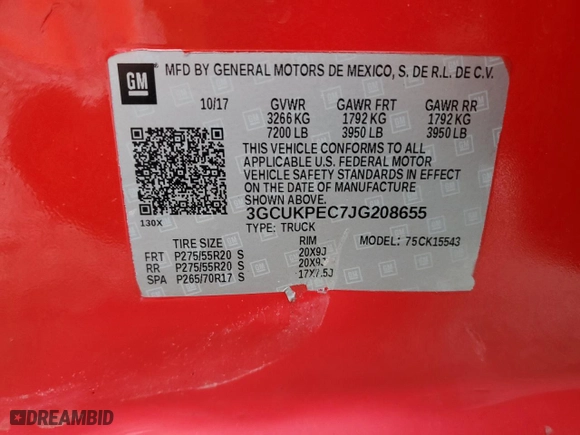 GM
MFD BY GENERAL MOTORS DE MEXICO, S. DE R.L. DE C.V.
10/17 GVWR GAWR FRT GAWR RR
3266 KG 1792 KG 1792 KG
7200 LB 3950 LB 3950 LB
THIS VEHICLE CONFORMS TO ALL
APPLICABLE U.S. FEDERAL MOTOR
VEHICLE SAFETY STANDARDS IN EFFECT
ON THE DATE OF MANUFACTURE
SHOWN ABOVE.
3GCUKPEC7JG208655
130X
TYPE: TRUCK
TIRE SIZE RIM MODEL: 75CK15543
FRT P275/55R20 S 20X9J
RR P275/55R20 S 20X9J
SPA P265/70R17 S 17X7.5J
DREAMBID